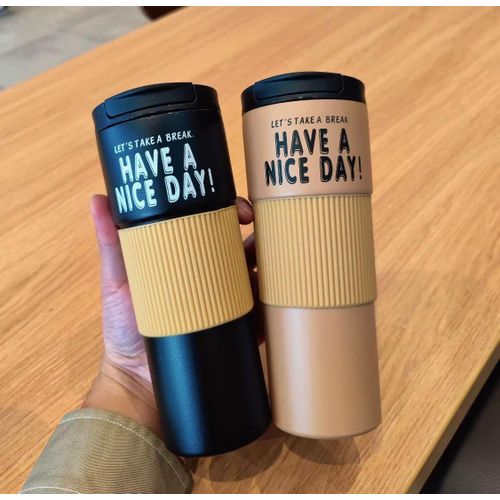 LET'S TAKE A BREAK.
HAVE A
NICE DAY!
LET'S TAKE A BREAK
HAVE A
NICE DAY!